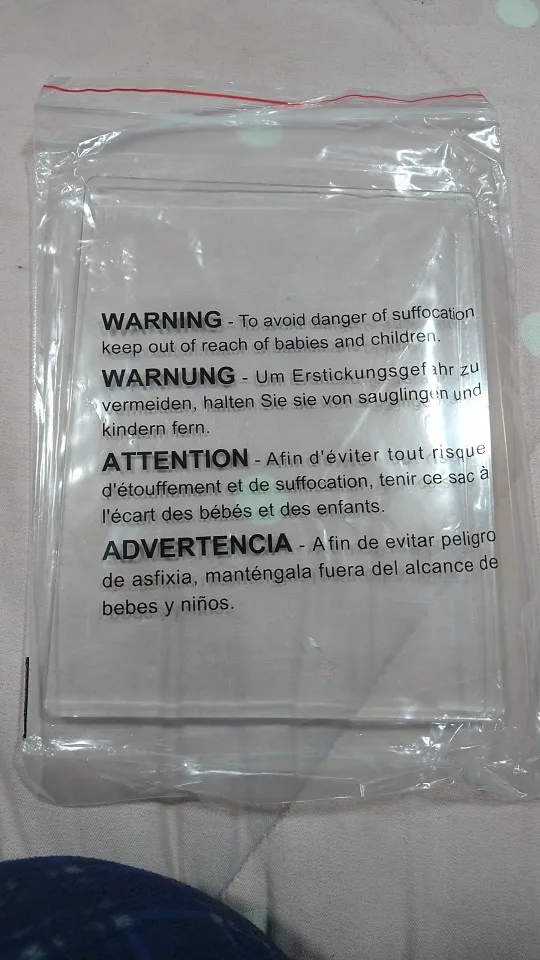 WARNING - To avoid danger of suffocation
keep out of reach of babies and children.
WARNUNG - Um Erstickungsgefahr zu
vermeiden, halten Sie sie von sauglingen und
kindern fern.
ATTENTION - Afin d'éviter tout risque
d'étouffement et de suffocation, tenir ce sac à
l'écart des bébés et des enfants.
ADVERTENCIA - Afin de evitar peligro
de asfixia, manténgala fuera del alcance de
bebes y niños.